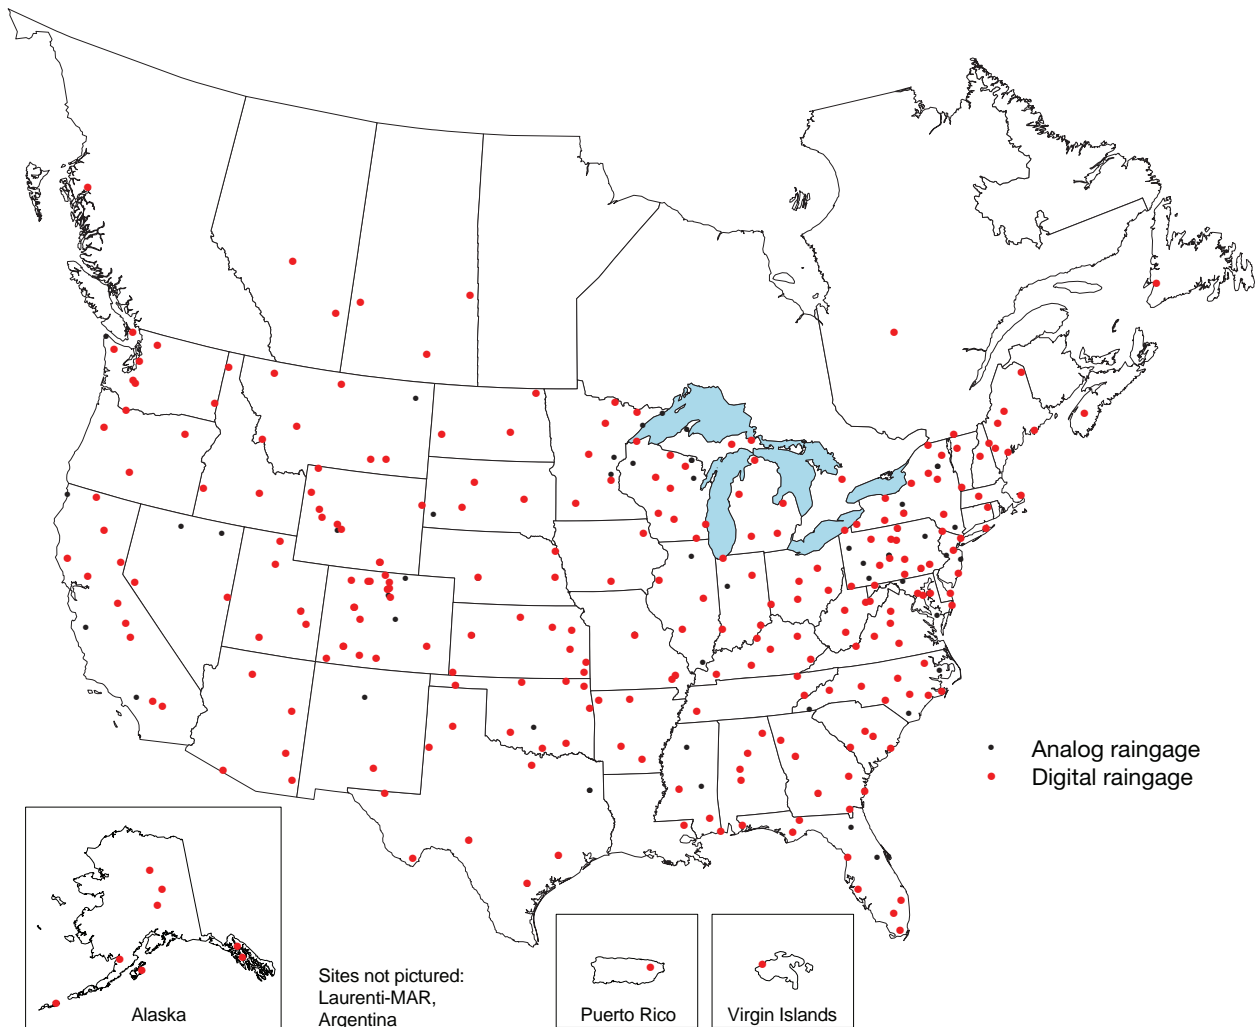 Analog raingage
Digital raingage
Alaska
Sites not pictured:
Laurenti-MAR,
Argentina
Puerto Rico
Virgin Islands